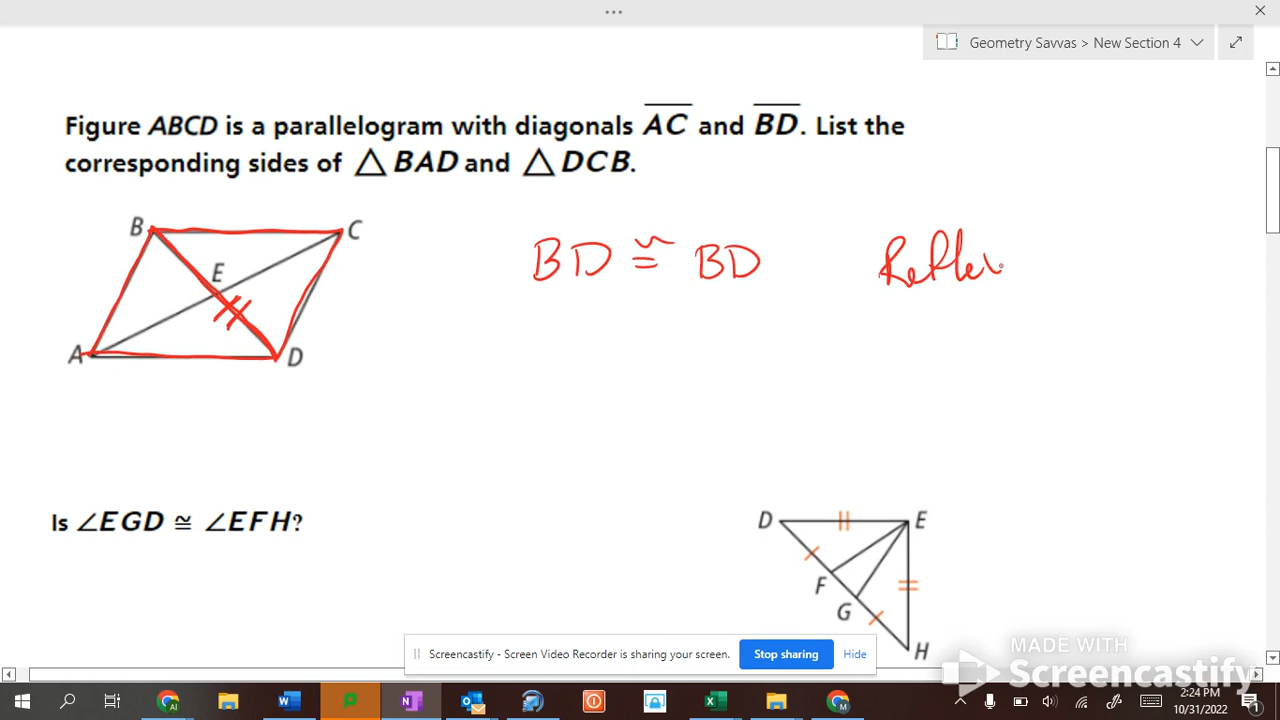 Geometry Savvas > New Section 4
Figure ABCD is a parallelogram with diagonals AC and BD. List the
corresponding sides of △BAD and △DCB.
B
C
E
A
D
BD ≅ BD
Reflex
Is ∠EGD ≅ ∠EFH?
D
E
F
G
H
Screencastify - Screen Video Recorder is sharing your screen.
Stop sharing
Hide
MADE WITH
Screencastify
2:24 PM
10/31/2022